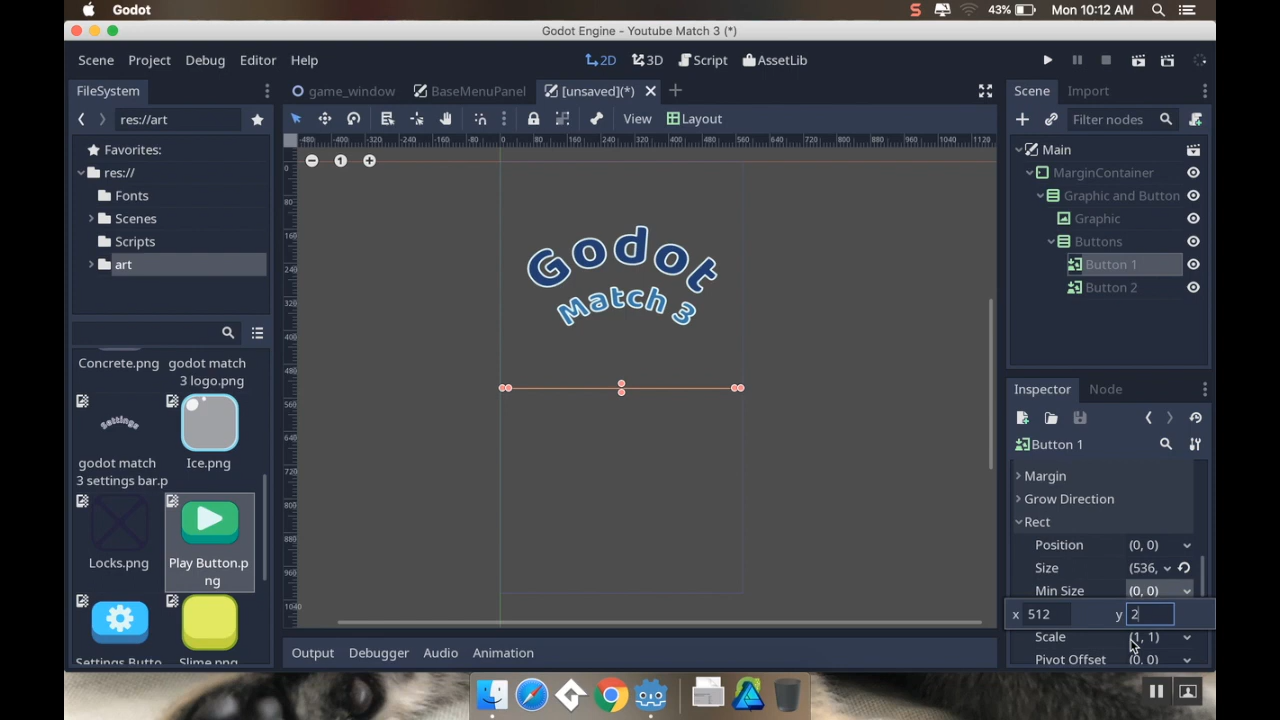 Godot
43%
Mon 10:12 AM
Godot Engine - Youtube Match 3 (*)
Scene Project Debug Editor Help
2D 3D Script AssetLib
FileSystem
game_window
BaseMenuPanel
[unsaved](*)
Scene Import
res://art
View Layout
Filter nodes
Favorites:
res://
Fonts
Scenes
Scripts
art
Main
MarginContainer
Graphic and Button
Graphic
Buttons
Button 1
Button 2
Godot
Match 3
Concrete.png
godot match
3 logo.png
settings
godot match
3 settings bar.p
Ice.png
Locks.png
Play Button.p
ng
Settings Butto
Slime.png
Inspector Node
Button 1
Margin
Grow Direction
Rect
Position (0, 0)
Size (536,
Min Size (0, 0)
x 512 y 2
Scale (1, 1)
Pivot Offset (0, 0)
Output Debugger Audio Animation